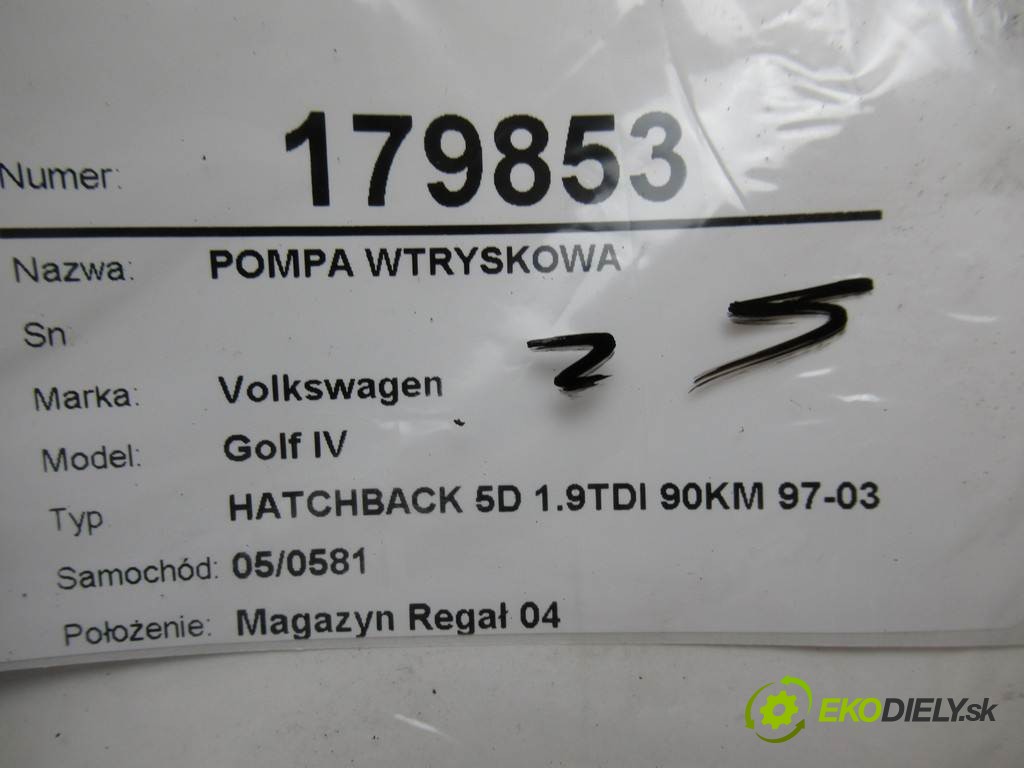 Numer: 179853
Nazwa: POMPA WTRYSKOWA
Sn
Marka: Volkswagen
Model: Golf IV
Typ HATCHBACK 5D 1.9TDI 90KM 97-03
Samochód: 05/0581
Położenie: Magazyn Regał 04
EKODIELY.sk